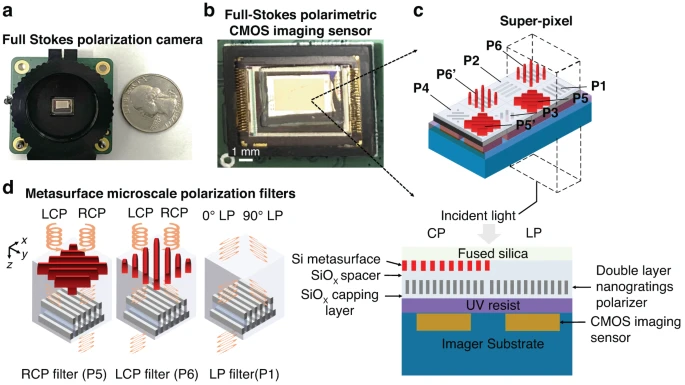 a
Full Stokes polarization camera
b
Full-Stokes polarimetric
CMOS imaging sensor
1 mm
c
Super-pixel
P6
P6’
P2
P4
P1
P5
P3
P5’
Incident light
CP
LP
Fused silica
Si metasurface
SiOX spacer
SiOX capping
layer
UV resist
Imager Substrate
Double layer
nanogratings
polarizer
CMOS imaging
sensor
d
Metasurface microscale polarization filters
LCP RCP
LCP RCP
0° LP 90° LP
x
y
z
RCP filter (P5)
LCP filter (P6)
LP filter(P1)